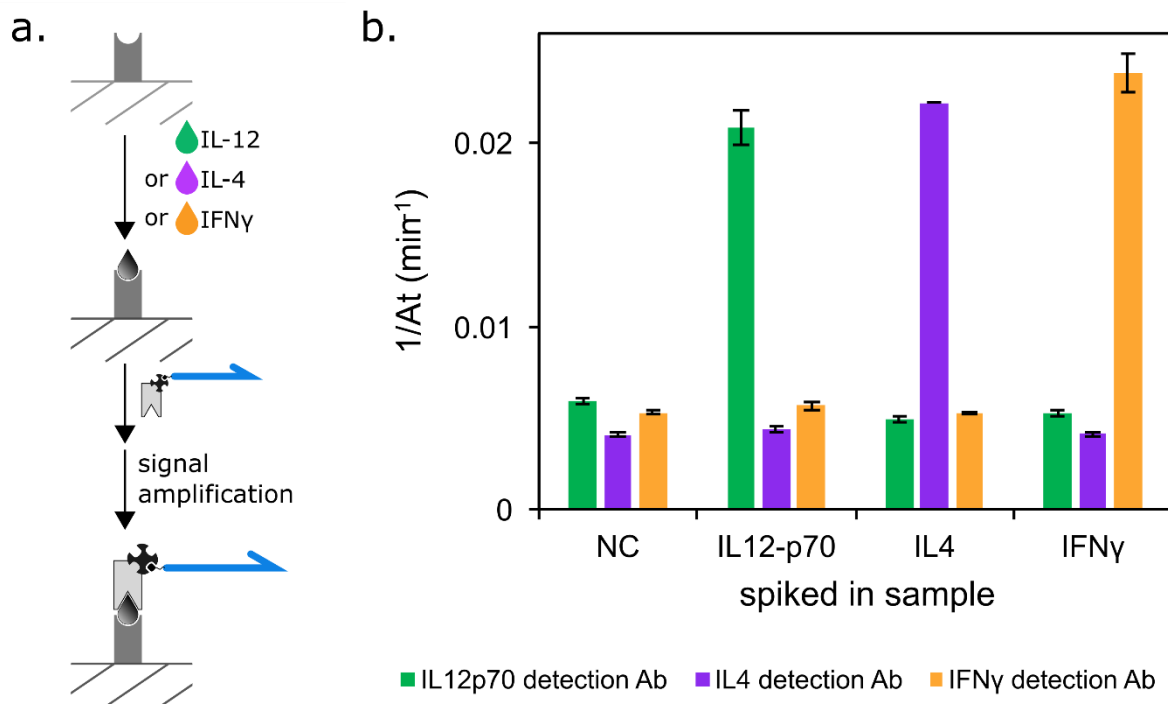 a.
IL-12
or IL-4
or IFNγ
signal
amplification
b.
1/At (min⁻¹)
0.02
0.01
0
NC IL12-p70 IL4 IFNγ
spiked in sample
IL12p70 detection Ab IL4 detection Ab IFNγ detection Ab